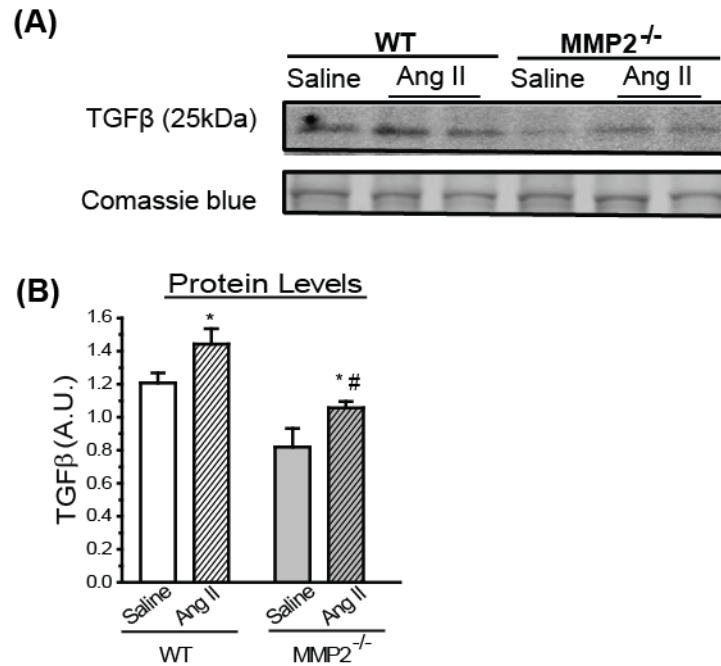 (A)
WT MMP2-/-
Saline Ang II Saline Ang II
TGFβ (25kDa)
Comassie blue
(B)
Protein Levels
TGFβ (A.U.)
1.6
1.4
1.2
1.0
0.8
0.6
0.4
0.2
0.0
*
* #
Saline Ang II Saline Ang II
WT MMP2-/-